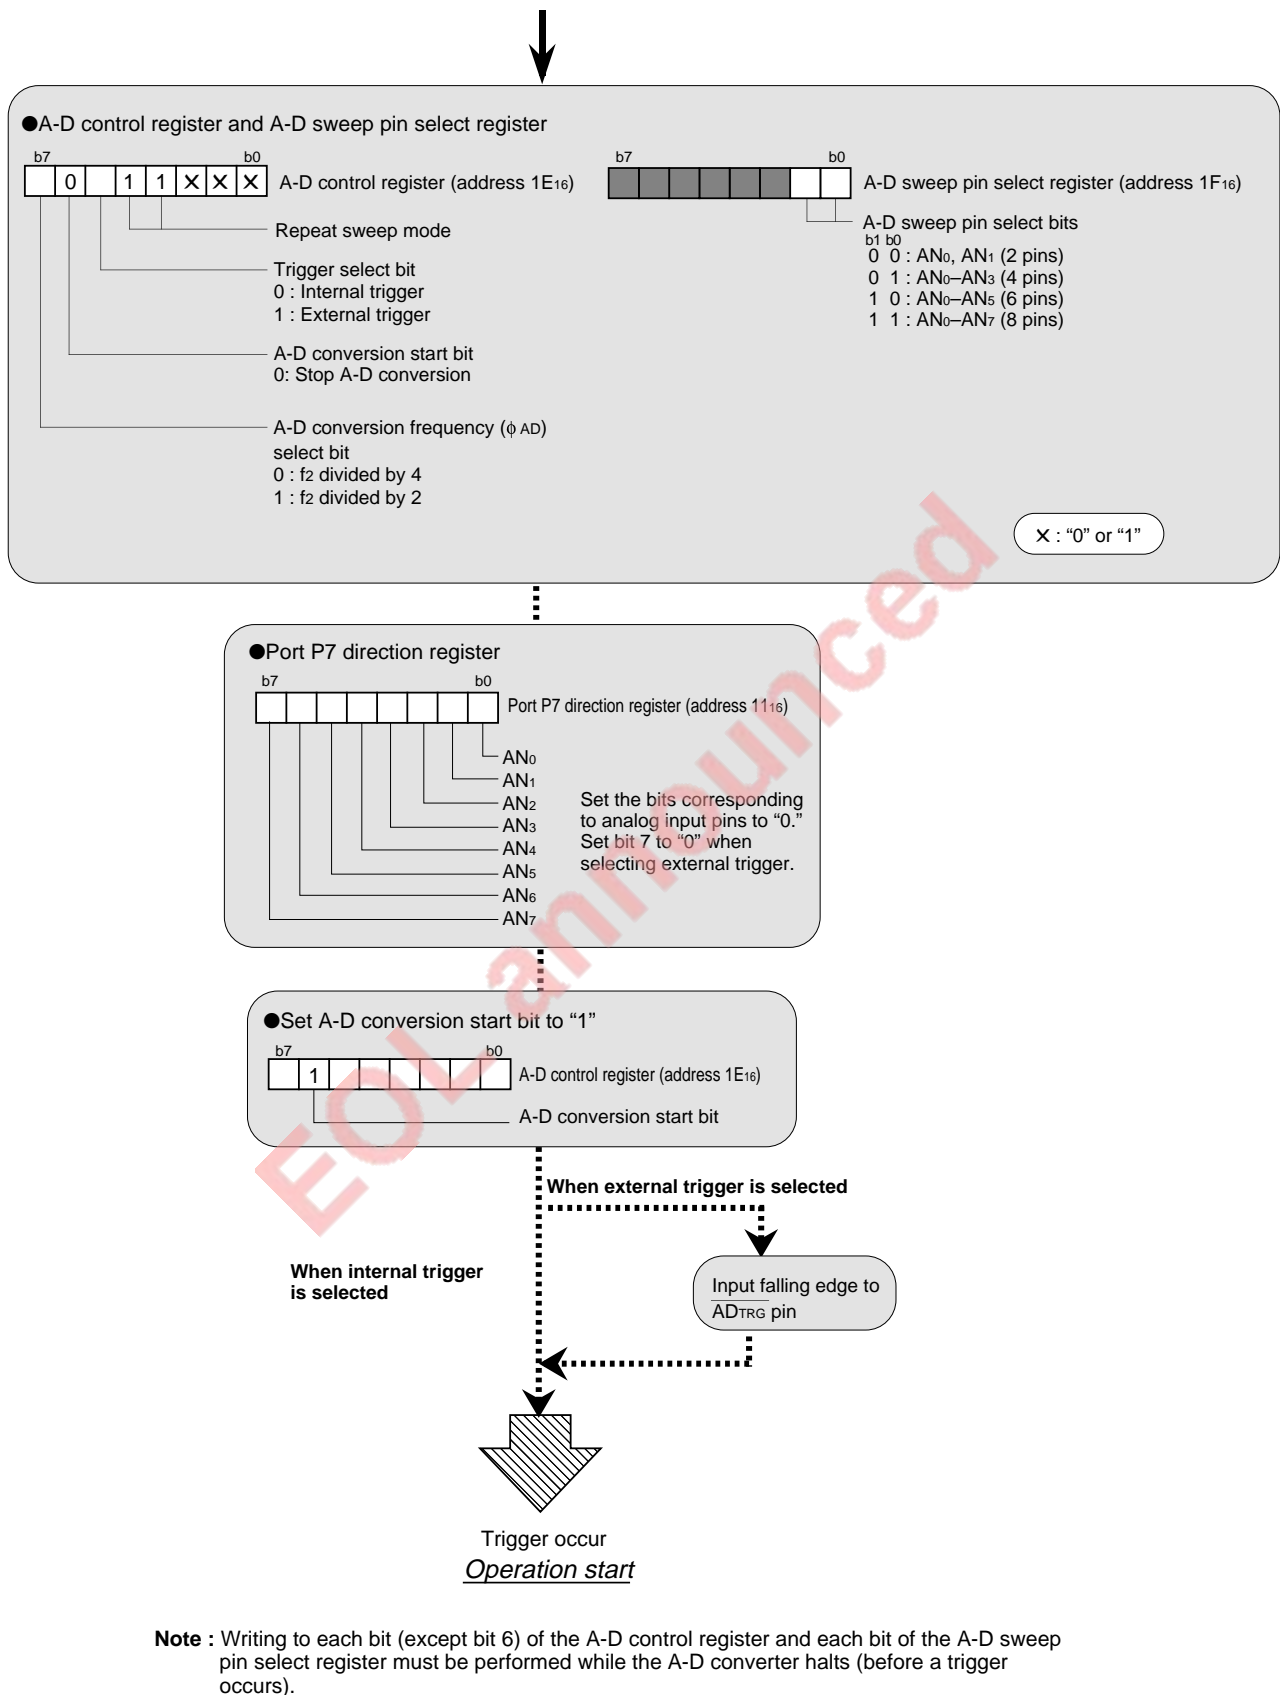 ●A-D control register and A-D sweep pin select register
b7 b0
0 1 1 × × × A-D control register (address 1E16)
Repeat sweep mode
Trigger select bit
0 : Internal trigger
1 : External trigger
A-D conversion start bit
0: Stop A-D conversion
A-D conversion frequency (ϕ AD)
select bit
0 : f2 divided by 4
1 : f2 divided by 2
b7 b0
A-D sweep pin select register (address 1F16)
A-D sweep pin select bits
b1 b0
0 0 : AN0, AN1 (2 pins)
0 1 : AN0–AN3 (4 pins)
1 0 : AN0–AN5 (6 pins)
1 1 : AN0–AN7 (8 pins)
× : “0” or “1”
●Port P7 direction register
b7 b0
Port P7 direction register (address 1116)
AN0
AN1
AN2
AN3
AN4
AN5
AN6
AN7
Set the bits corresponding
to analog input pins to “0.”
Set bit 7 to “0” when
selecting external trigger.
●Set A-D conversion start bit to “1”
b7 b0
1 A-D control register (address 1E16)
A-D conversion start bit
When external trigger is selected
When internal trigger
is selected
Input falling edge to
ADTRG pin
Trigger occur
Operation start
Note : Writing to each bit (except bit 6) of the A-D control register and each bit of the A-D sweep
pin select register must be performed while the A-D converter halts (before a trigger
occurs).
EOL announced